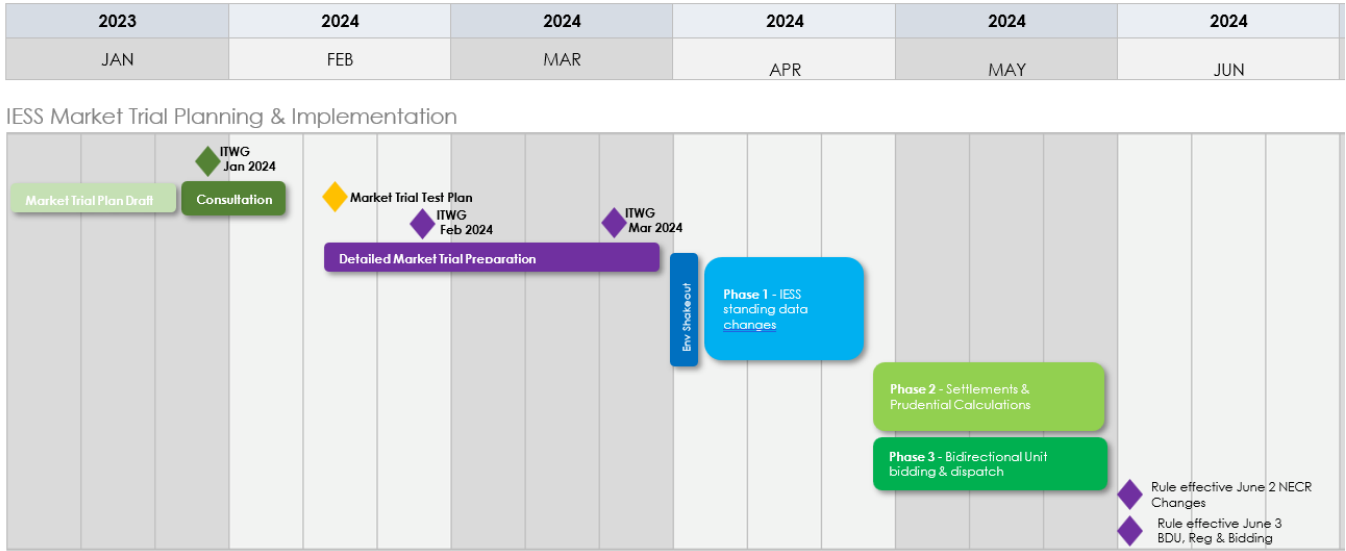 2023 2024 2024 2024 2024 2024
JAN FEB MAR APR MAY JUN
IESS Market Trial Planning & Implementation
ITWG
Jan 2024
Market Trial Plan Draft
Consultation
Market Trial Test Plan
ITWG
Feb 2024
ITWG
Mar 2024
Detailed Market Trial Preparation
Env Shakeout
Phase 1 - IESS
standing data
changes
Phase 2 - Settlements &
Prudential Calculations
Phase 3 - Bidirectional Unit
bidding & dispatch
Rule effective June 2 NECR
Changes
Rule effective June 3
BDU, Reg & Bidding